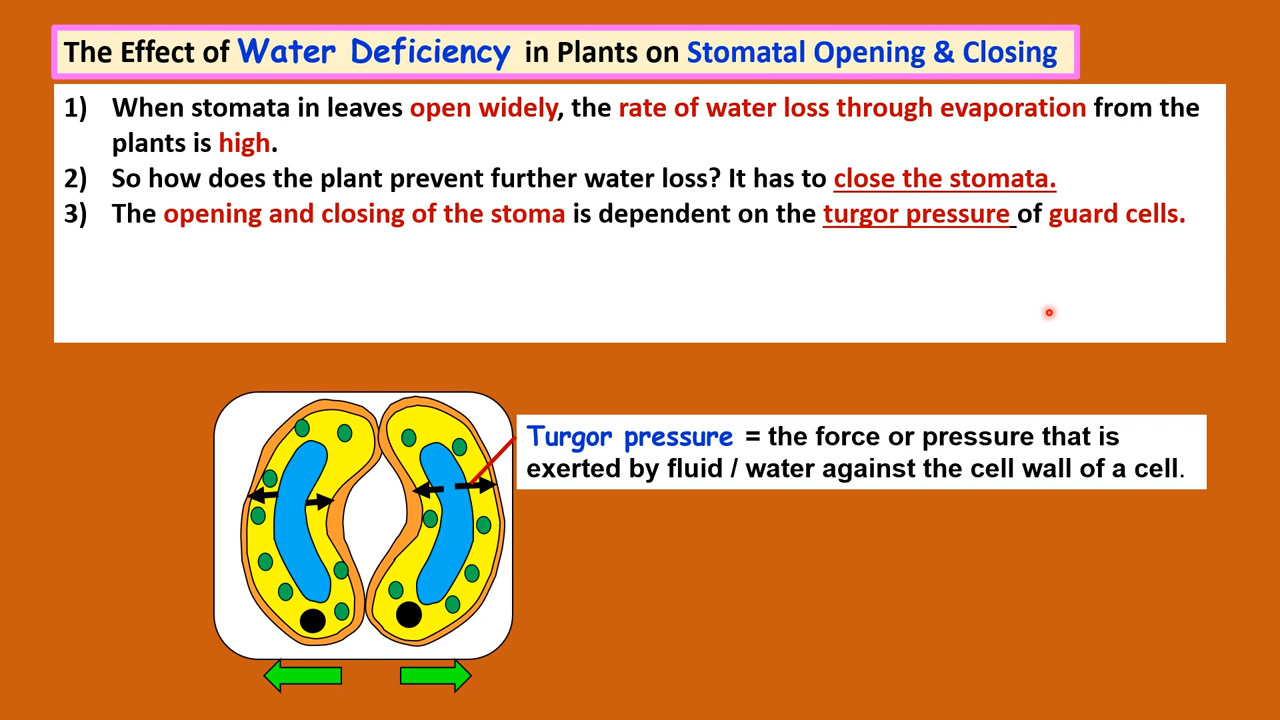 The Effect of Water Deficiency in Plants on Stomatal Opening & Closing
1) When stomata in leaves open widely, the rate of water loss through evaporation from the
plants is high.
2) So how does the plant prevent further water loss? It has to close the stomata.
3) The opening and closing of the stoma is dependent on the turgor pressure of guard cells.
Turgor pressure = the force or pressure that is
exerted by fluid / water against the cell wall of a cell.